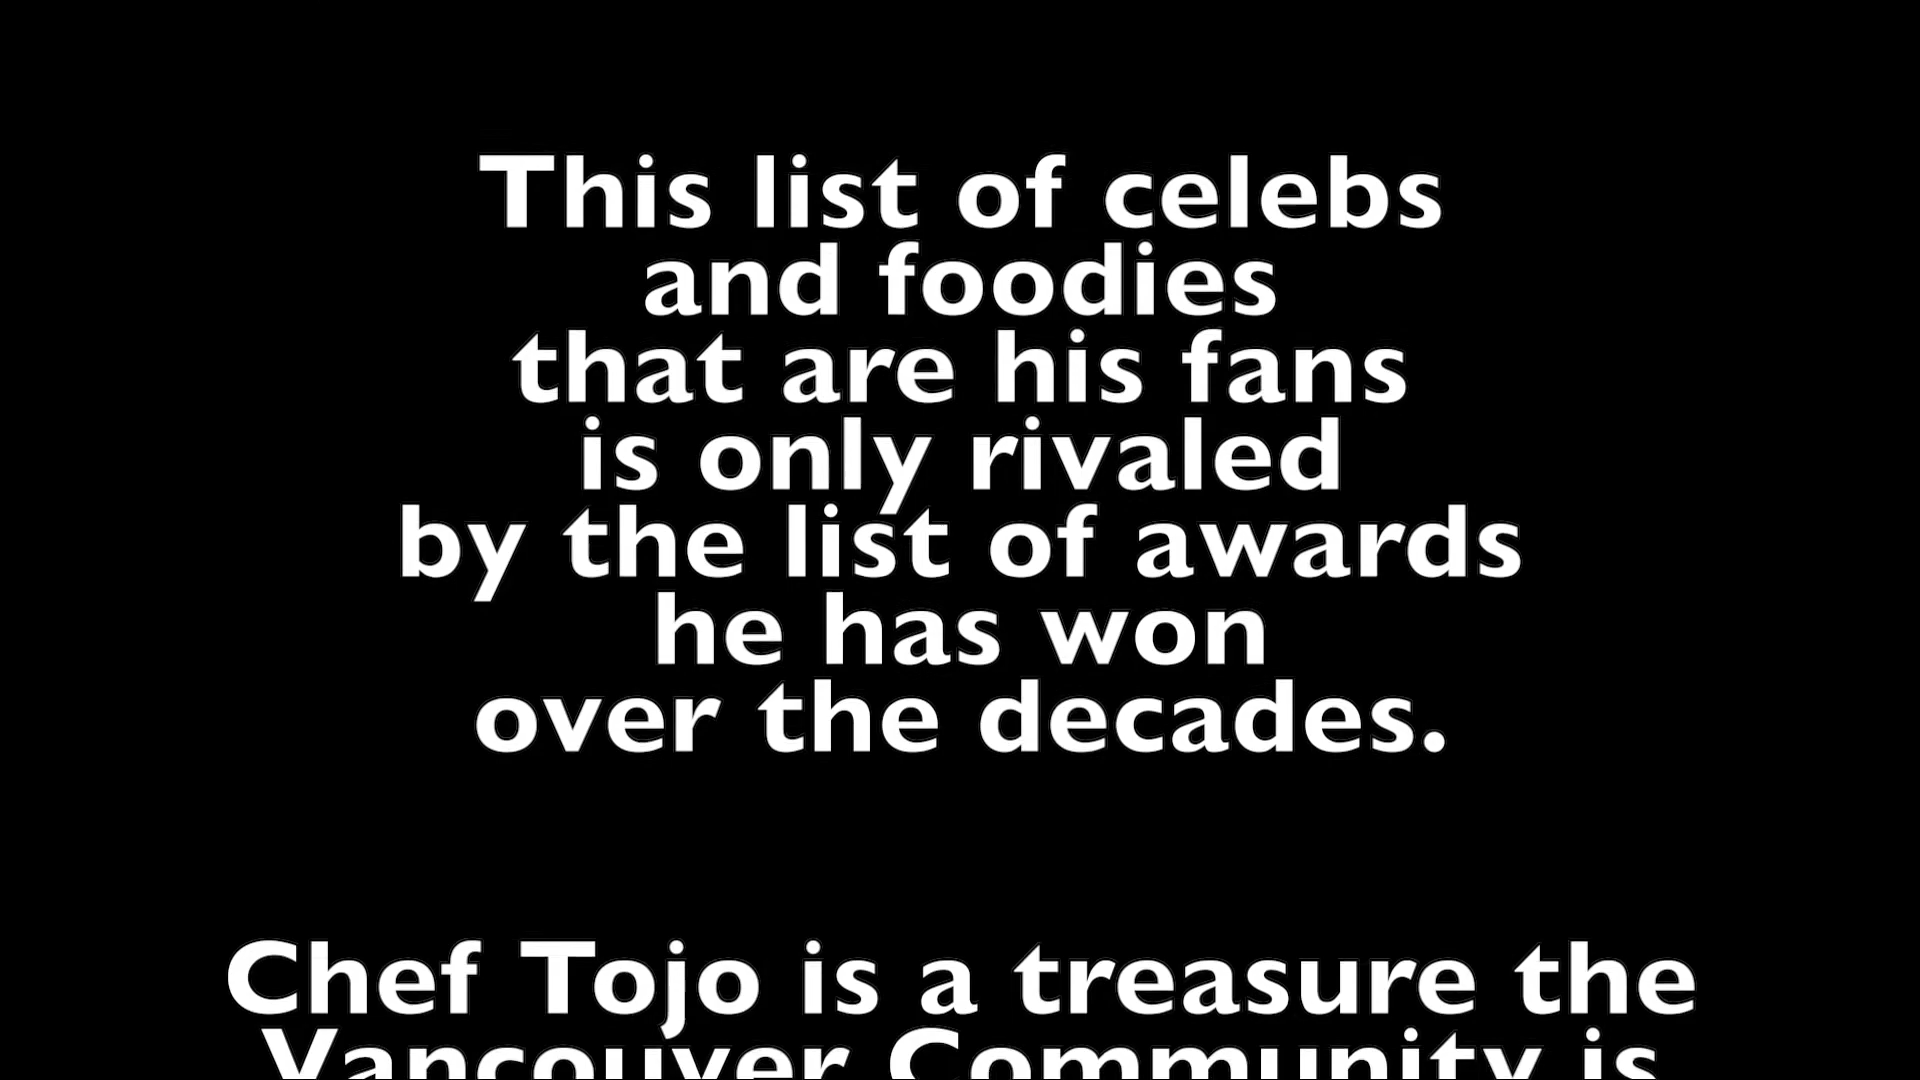 This list of celebs
and foodies
that are his fans
is only rivaled
by the list of awards
he has won
over the decades.
Chef Tojo is a treasure the
Vancouver Community is